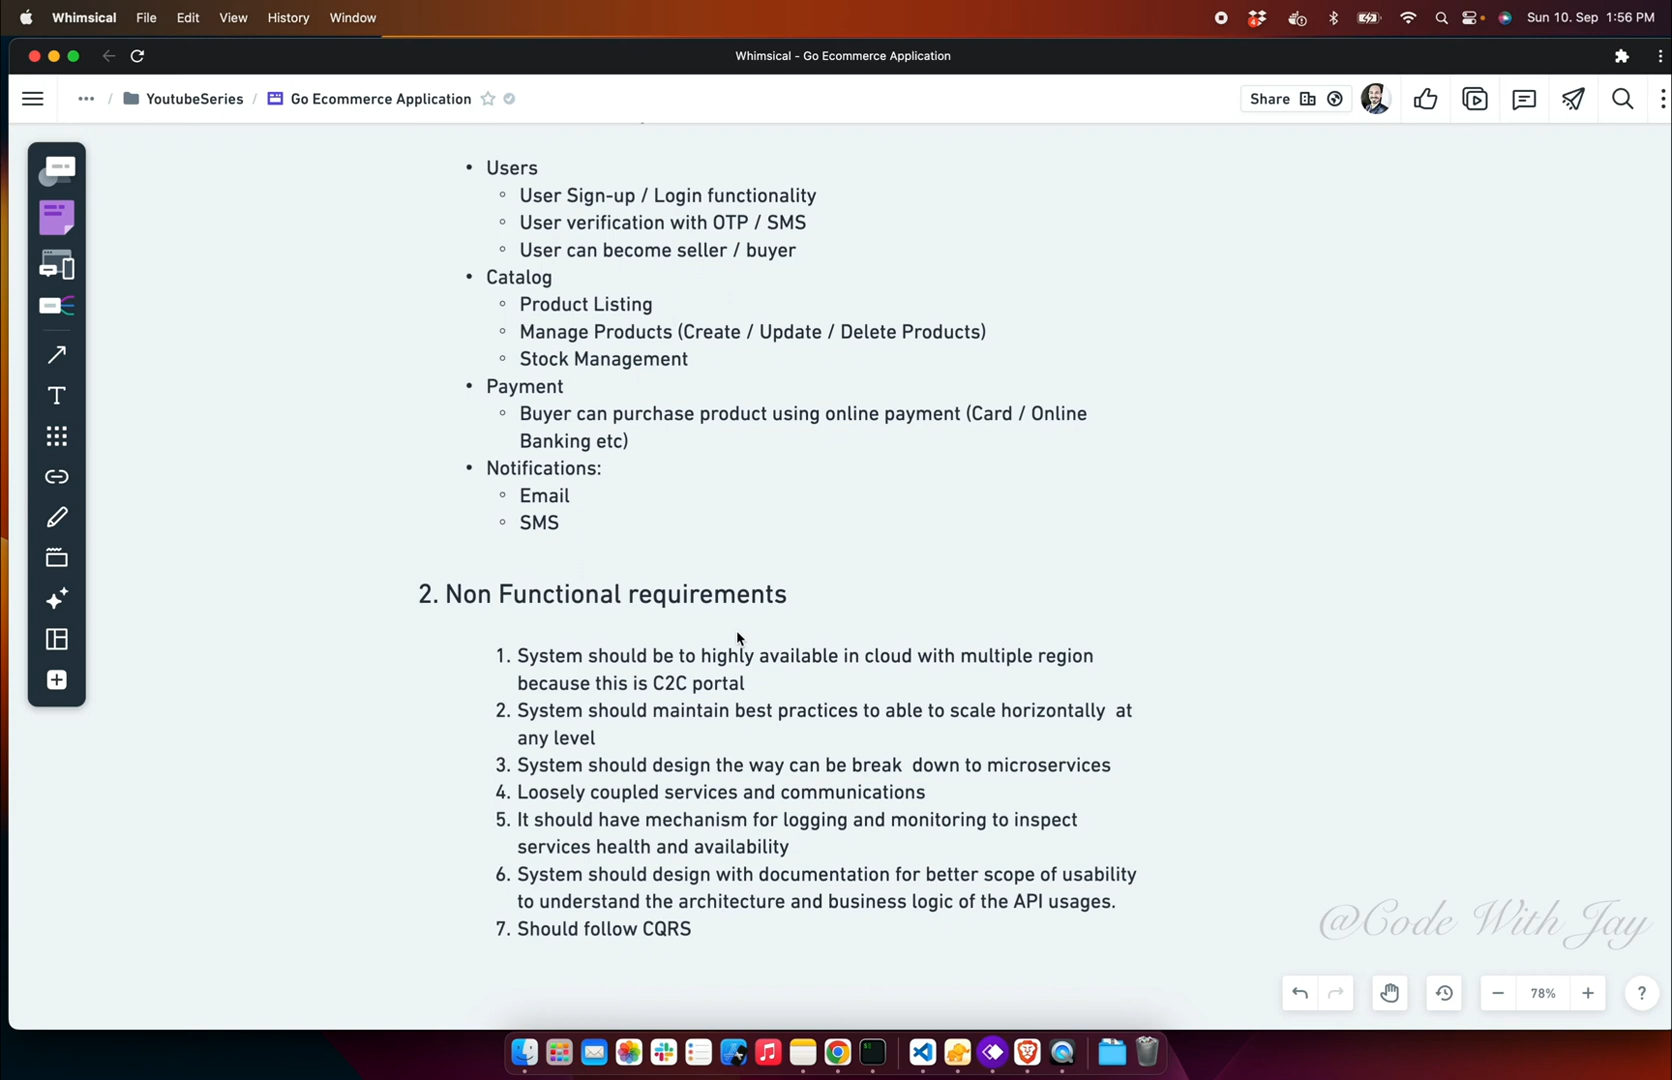 Whimsical File Edit View History Window
4
Sun 10. Sep 1:56 PM
Whimsical - Go Ecommerce Application
... / YoutubeSeries / Go Ecommerce Application
Share
• Users
◦ User Sign-up / Login functionality
◦ User verification with OTP / SMS
◦ User can become seller / buyer
• Catalog
◦ Product Listing
◦ Manage Products (Create / Update / Delete Products)
◦ Stock Management
• Payment
◦ Buyer can purchase product using online payment (Card / Online
Banking etc)
• Notifications:
◦ Email
◦ SMS
2. Non Functional requirements
1. System should be to highly available in cloud with multiple region
because this is C2C portal
2. System should maintain best practices to able to scale horizontally at
any level
3. System should design the way can be break down to microservices
4. Loosely coupled services and communications
5. It should have mechanism for logging and monitoring to inspect
services health and availability
6. System should design with documentation for better scope of usability
to understand the architecture and business logic of the API usages.
7. Should follow CQRS
@Code With Jay
78%
?